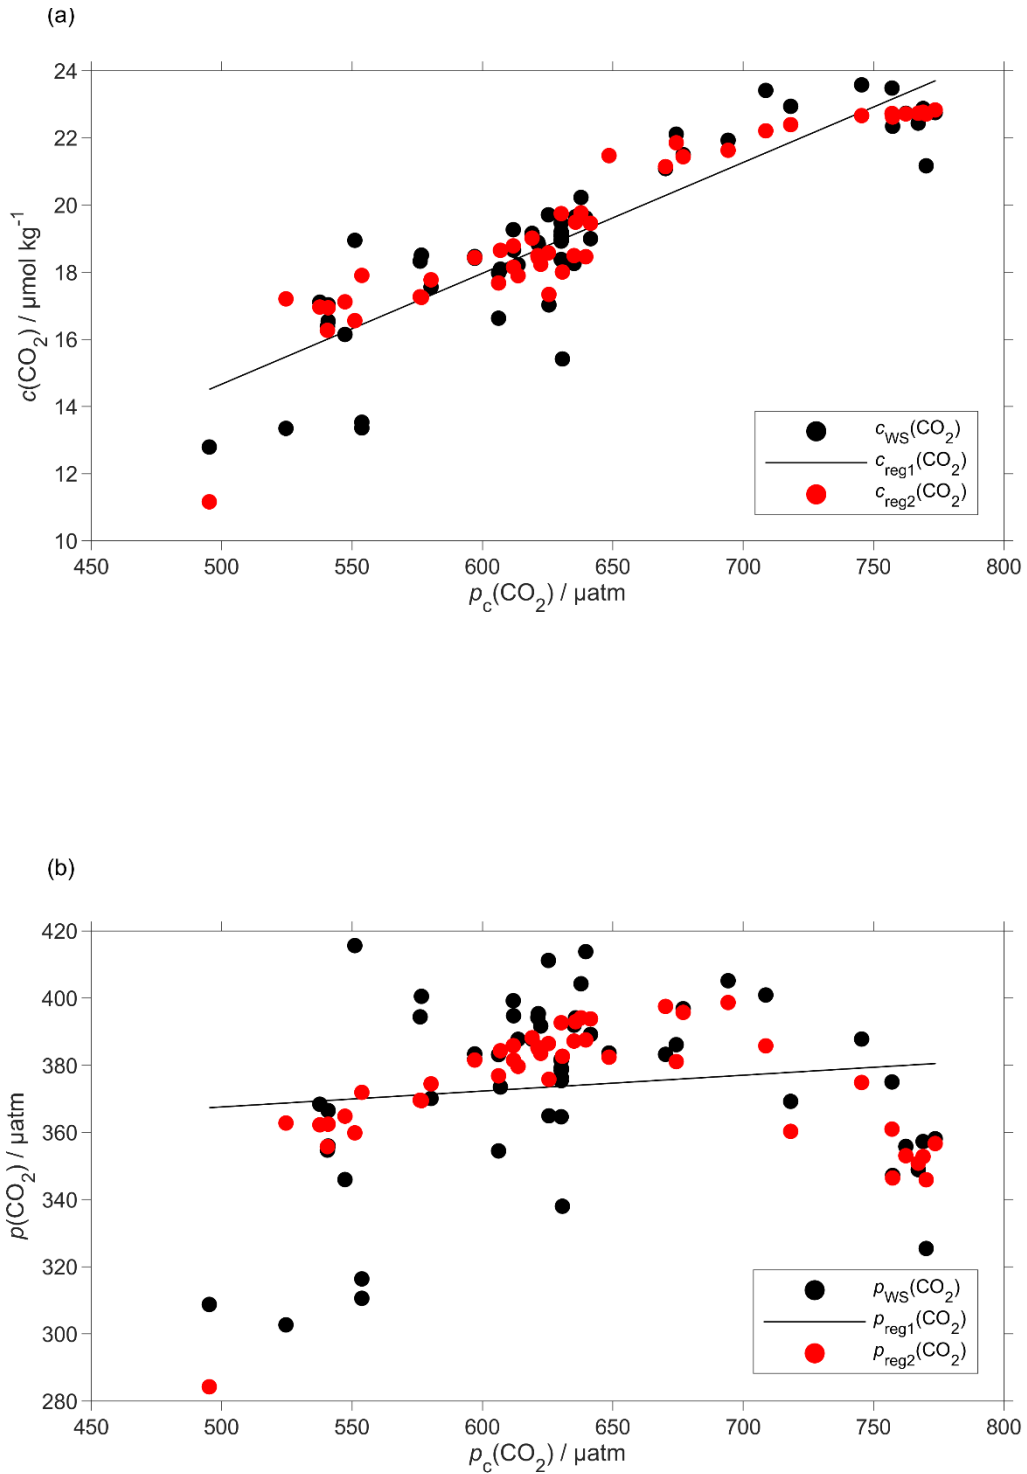 (a)
24
22
20
18
16
14
12
10
c(CO2) / µmol kg-1
cWS(CO2)
creg1(CO2)
creg2(CO2)
450 500 550 600 650 700 750 800
pc(CO2) / µatm
(b)
420
400
380
360
340
320
300
280
p(CO2) / µatm
pWS(CO2)
preg1(CO2)
preg2(CO2)
450 500 550 600 650 700 750 800
pc(CO2) / µatm